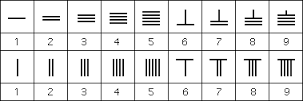 𝍩 𝍪 𝍫 𝍬 𝍭 𝍮 𝍯 𝍰 𝍱
1 2 3 4 5 6 7 8 9
𝍠 𝍡 𝍢 𝍣 𝍤 𝍥 𝍦 𝍧 𝍨
1 2 3 4 5 6 7 8 9